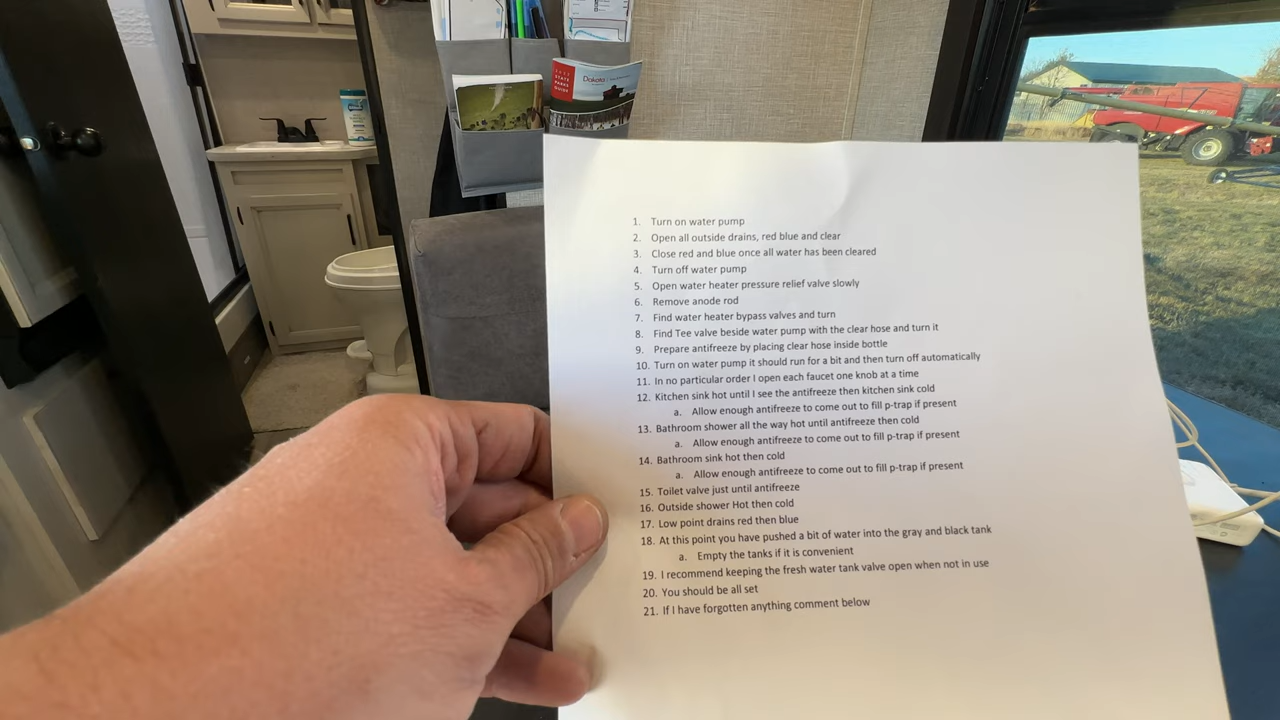 2021
STATE
PARKS
GUIDE
Dakota
1. Turn on water pump
2. Open all outside drains, red blue and clear
3. Close red and blue once all water has been cleared
4. Turn off water pump
5. Open water heater pressure relief valve slowly
6. Remove anode rod
7. Find water heater bypass valves and turn
8. Find Tee valve beside water pump with the clear hose and turn it
9. Prepare antifreeze by placing clear hose inside bottle
10. Turn on water pump it should run for a bit and then turn off automatically
11. In no particular order I open each faucet one knob at a time
12. Kitchen sink hot until I see the antifreeze then kitchen sink cold
a. Allow enough antifreeze to come out to fill p-trap if present
13. Bathroom shower all the way hot until antifreeze then cold
a. Allow enough antifreeze to come out to fill p-trap if present
14. Bathroom sink hot then cold
a. Allow enough antifreeze to come out to fill p-trap if present
15. Toilet valve just until antifreeze
16. Outside shower Hot then cold
17. Low point drains red then blue
18. At this point you have pushed a bit of water into the gray and black tank
a. Empty the tanks if it is convenient
19. I recommend keeping the fresh water tank valve open when not in use
20. You should be all set
21. If I have forgotten anything comment below